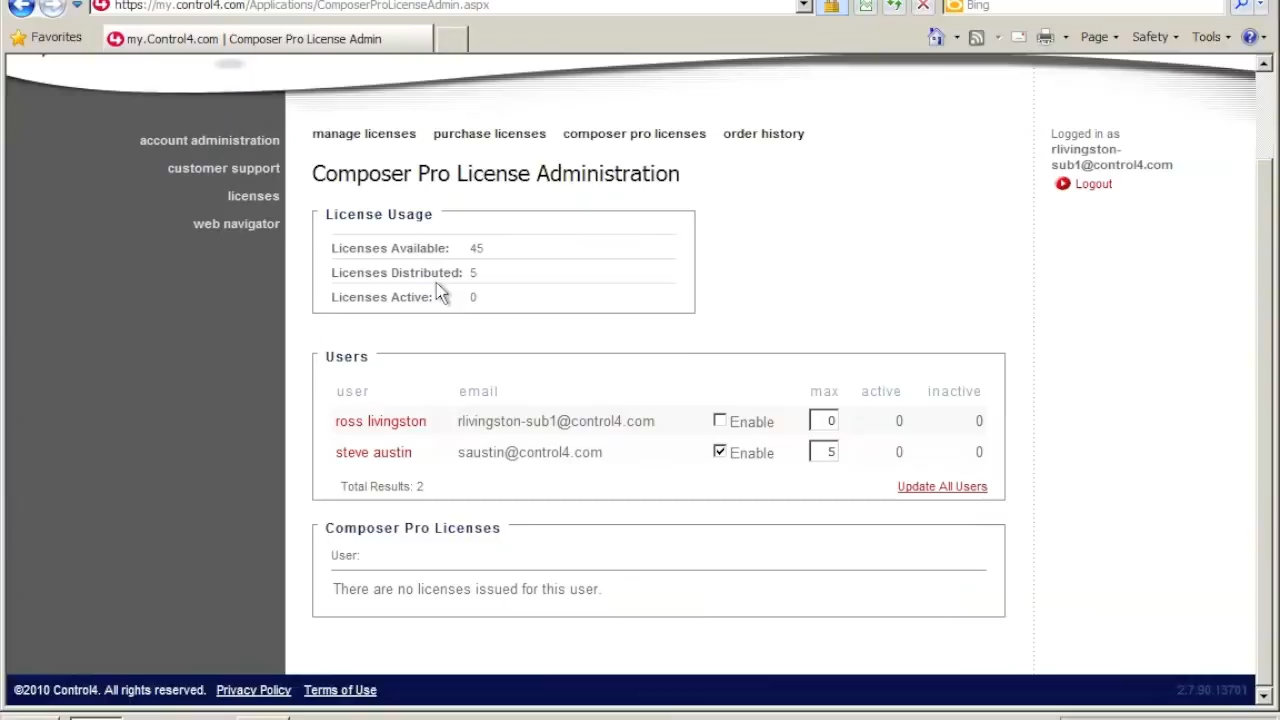 https://my.control4.com/Applications/ComposerProLicenseAdmin.aspx
Bing
Favorites
my.Control4.com | Composer Pro License Admin
Page
Safety
Tools
account administration
customer support
licenses
web navigator
manage licenses purchase licenses composer pro licenses order history
Logged in as
rlivingston-
sub1@control4.com
Logout
Composer Pro License Administration
License Usage
Licenses Available: 45
Licenses Distributed: 5
Licenses Active: 0
Users
user email max active inactive
ross livingston rlivingston-sub1@control4.com Enable 0 0 0
steve austin saustin@control4.com Enable 5 0 0
Total Results: 2 Update All Users
Composer Pro Licenses
User:
There are no licenses issued for this user.
©2010 Control4. All rights reserved. Privacy Policy Terms of Use
2.7.90.13701